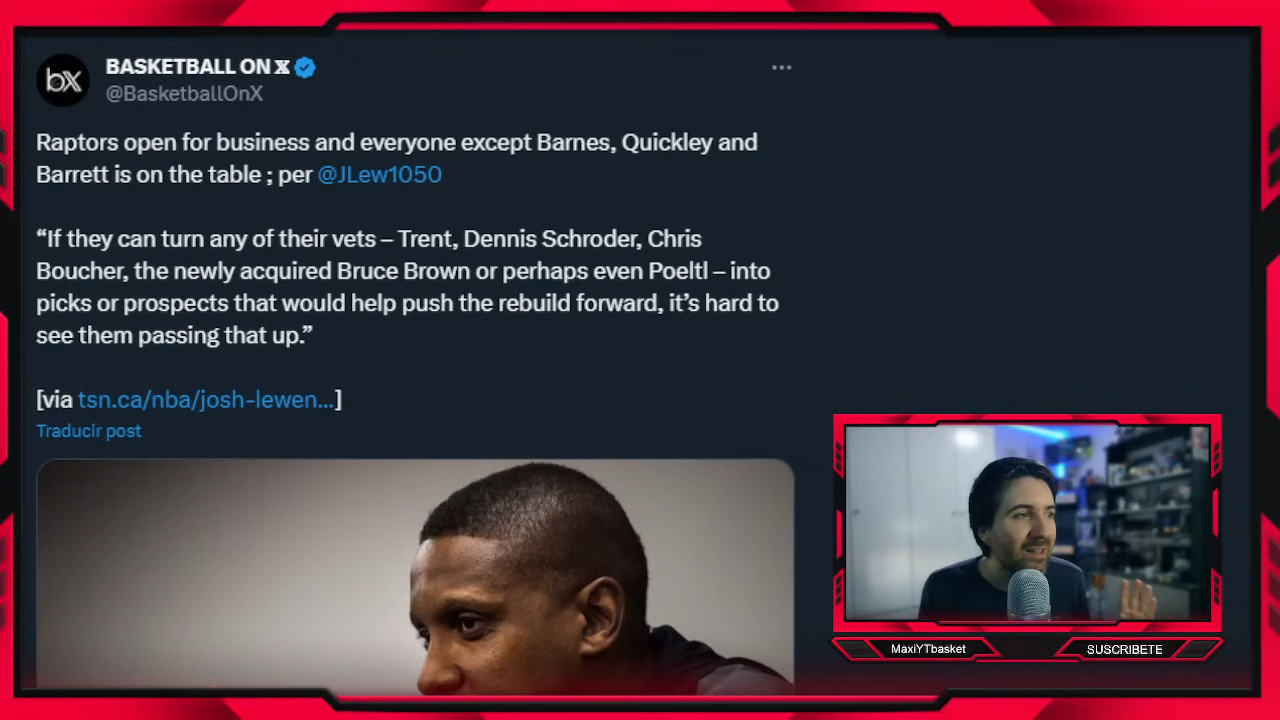 BASKETBALL ON X
@BasketballOnX
bX
Raptors open for business and everyone except Barnes, Quickley and
Barrett is on the table ; per @JLew1050
“If they can turn any of their vets – Trent, Dennis Schroder, Chris
Boucher, the newly acquired Bruce Brown or perhaps even Poeltl – into
picks or prospects that would help push the rebuild forward, it’s hard to
see them passing that up.”
[via tsn.ca/nba/josh-lewen...]
Traducir post
MaxiYTbasket
SUSCRIBETE